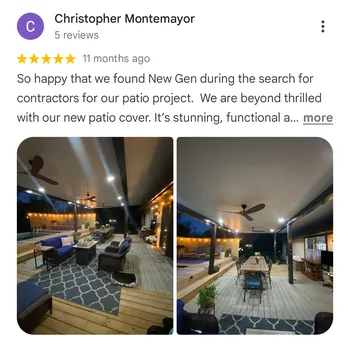 C
Christopher Montemayor
5 reviews
11 months ago
So happy that we found New Gen during the search for
contractors for our patio project.  We are beyond thrilled
with our new patio cover. It’s stunning, functional a... more